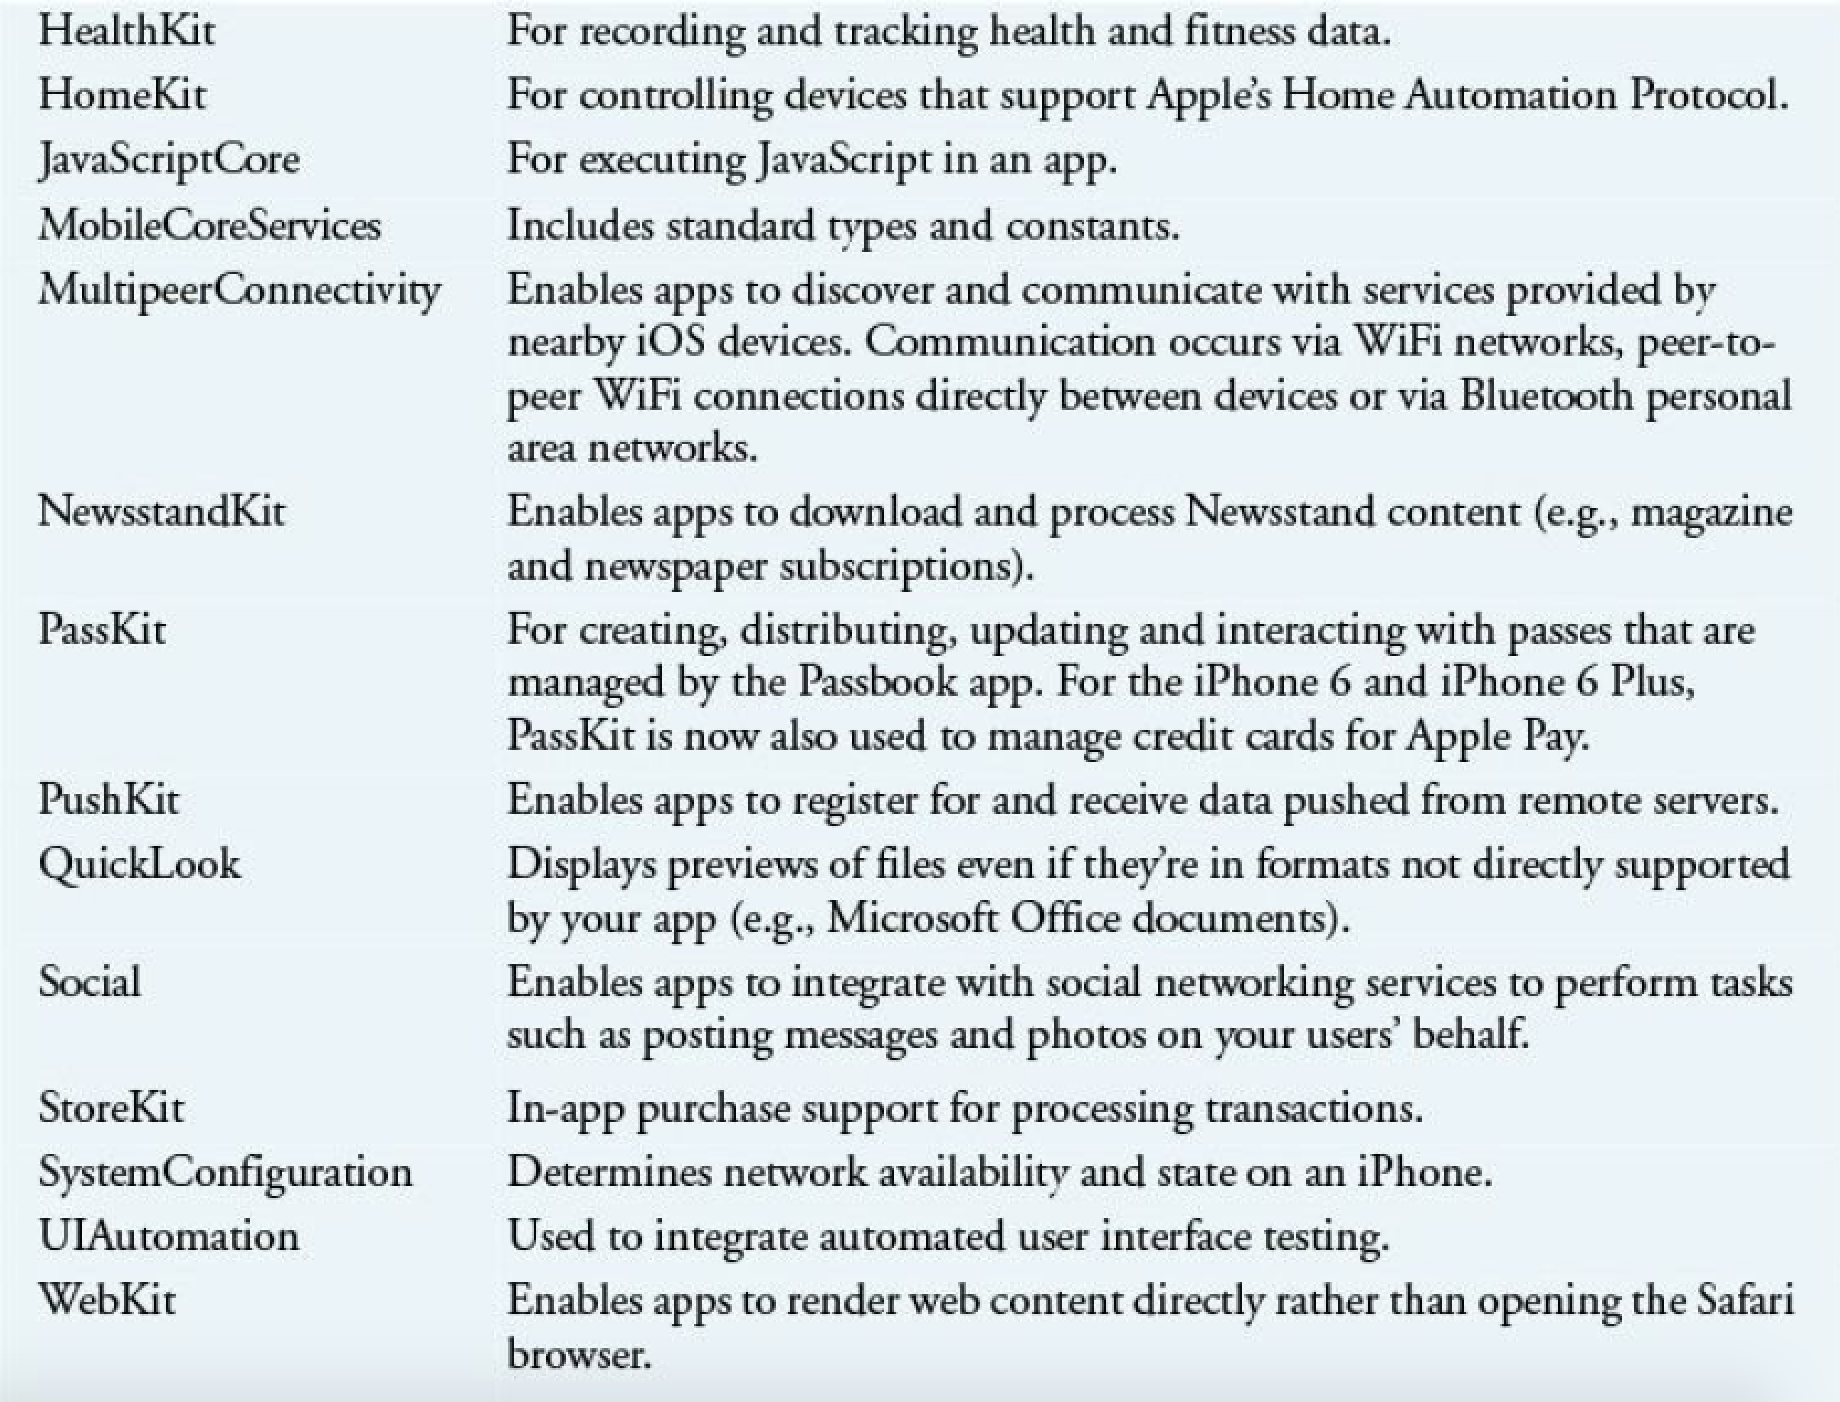 HealthKit For recording and tracking health and fitness data.
HomeKit For controlling devices that support Apple’s Home Automation Protocol.
JavaScriptCore For executing JavaScript in an app.
MobileCoreServices Includes standard types and constants.
MultipeerConnectivity Enables apps to discover and communicate with services provided by
nearby iOS devices. Communication occurs via WiFi networks, peer-to-
peer WiFi connections directly between devices or via Bluetooth personal
area networks.
NewsstandKit Enables apps to download and process Newsstand content (e.g., magazine
and newspaper subscriptions).
PassKit For creating, distributing, updating and interacting with passes that are
managed by the Passbook app. For the iPhone 6 and iPhone 6 Plus,
PassKit is now also used to manage credit cards for Apple Pay.
PushKit Enables apps to register for and receive data pushed from remote servers.
QuickLook Displays previews of files even if they’re in formats not directly supported
by your app (e.g., Microsoft Office documents).
Social Enables apps to integrate with social networking services to perform tasks
such as posting messages and photos on your users’ behalf.
StoreKit In-app purchase support for processing transactions.
SystemConfiguration Determines network availability and state on an iPhone.
UIAutomation Used to integrate automated user interface testing.
WebKit Enables apps to render web content directly rather than opening the Safari
browser.